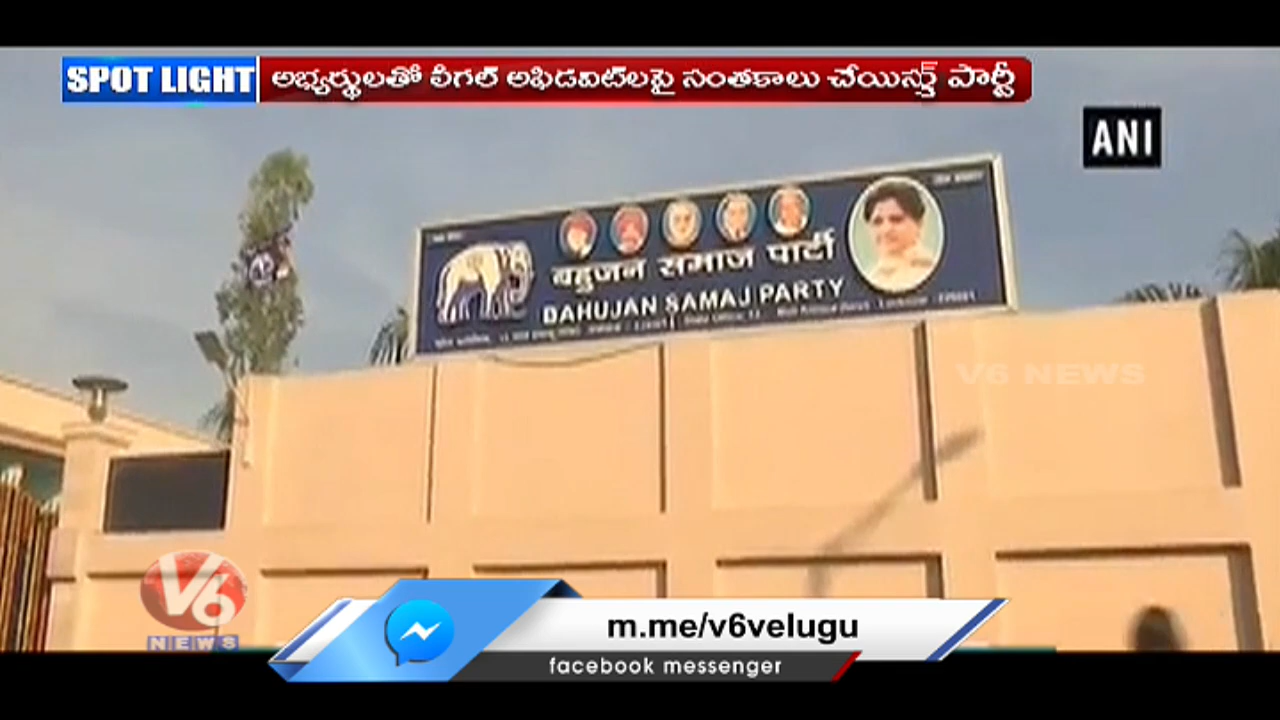 SPOT LIGHT
అభ్యర్థులతో లీగల్ అఫిడవిట్‌లపై సంతకాలు చేయిస్తున్న పార్టీ
ANI
बहुजन समाज पार्टी
BAHUJAN SAMAJ PARTY
V6 NEWS
V6
NEWS
m.me/v6velugu
facebook messenger